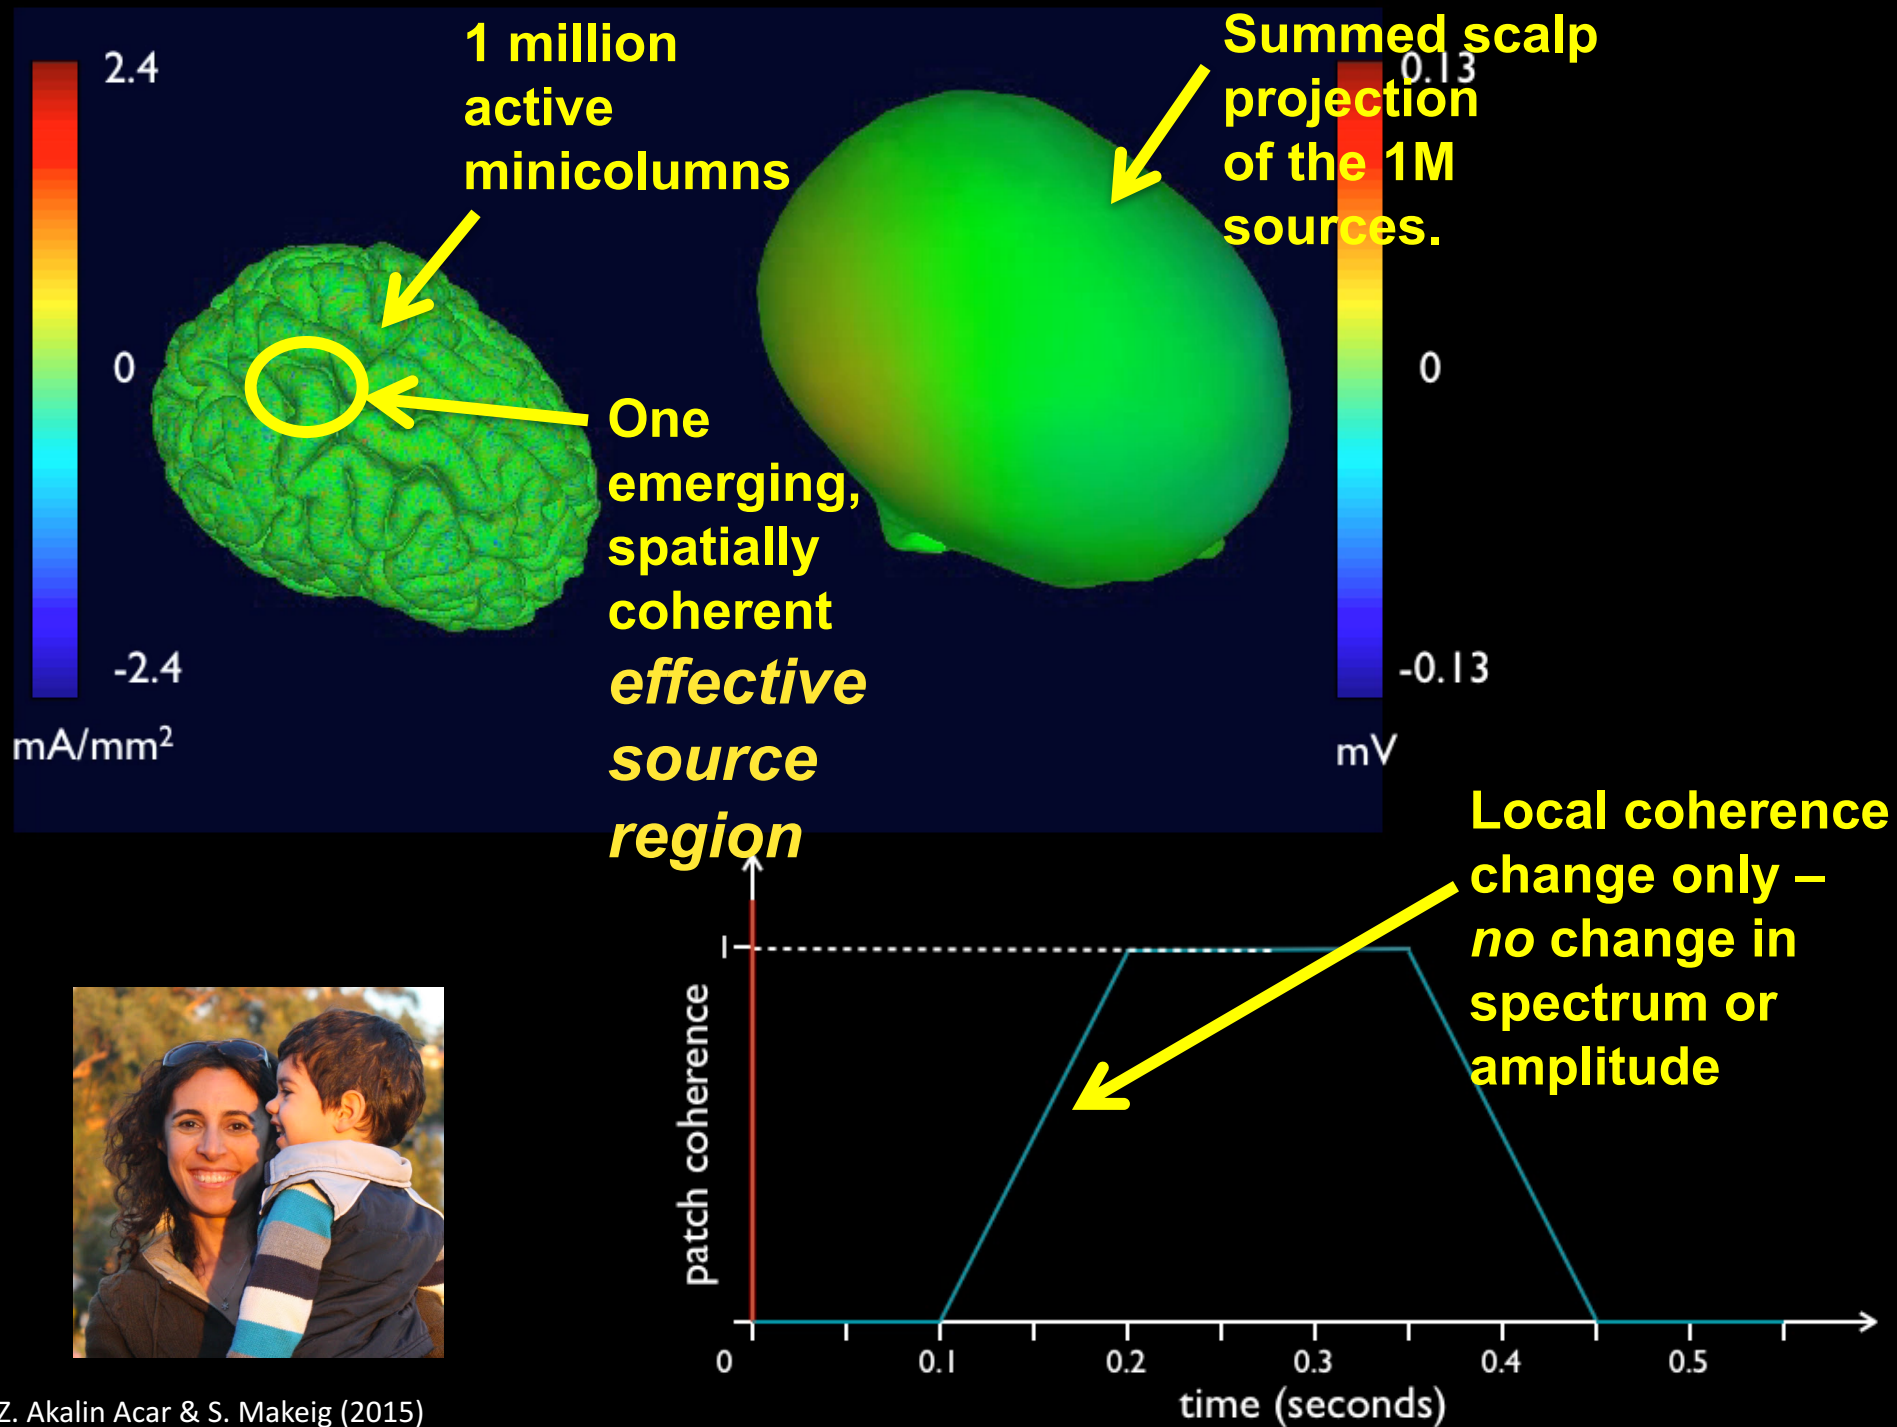 1 million
active
minicolumns
Summed scalp
projection
of the 1M
sources.
2.4
0
-2.4
mA/mm²
0.13
0
-0.13
mV
One
emerging,
spatially
coherent
effective
source
region
Local coherence
change only –
no change in
spectrum or
amplitude
1
patch coherence
0 0.1 0.2 0.3 0.4 0.5
time (seconds)
Z. Akalin Acar & S. Makeig (2015)